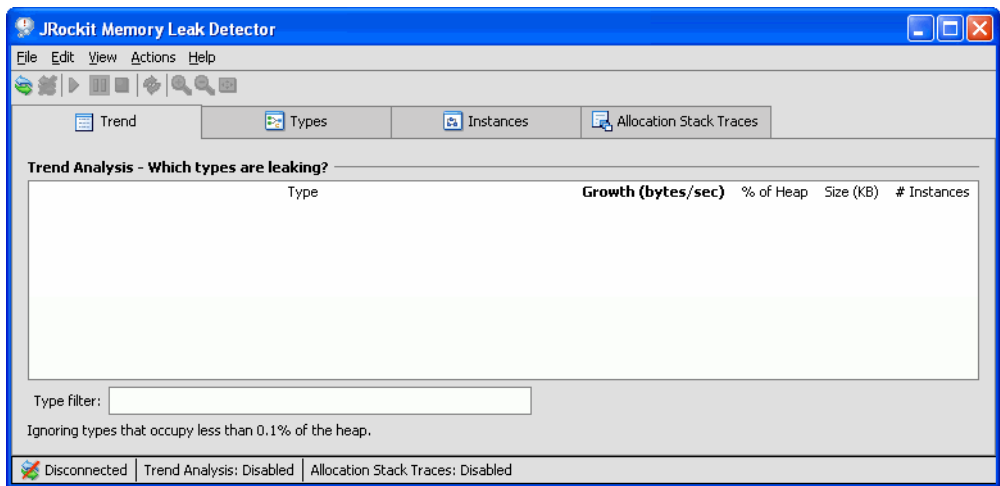 JRockit Memory Leak Detector
File Edit View Actions Help
Trend Types Instances Allocation Stack Traces
Trend Analysis - Which types are leaking?
Type Growth (bytes/sec) % of Heap Size (KB) # Instances
Type filter:
Ignoring types that occupy less than 0.1% of the heap.
Disconnected Trend Analysis: Disabled Allocation Stack Traces: Disabled